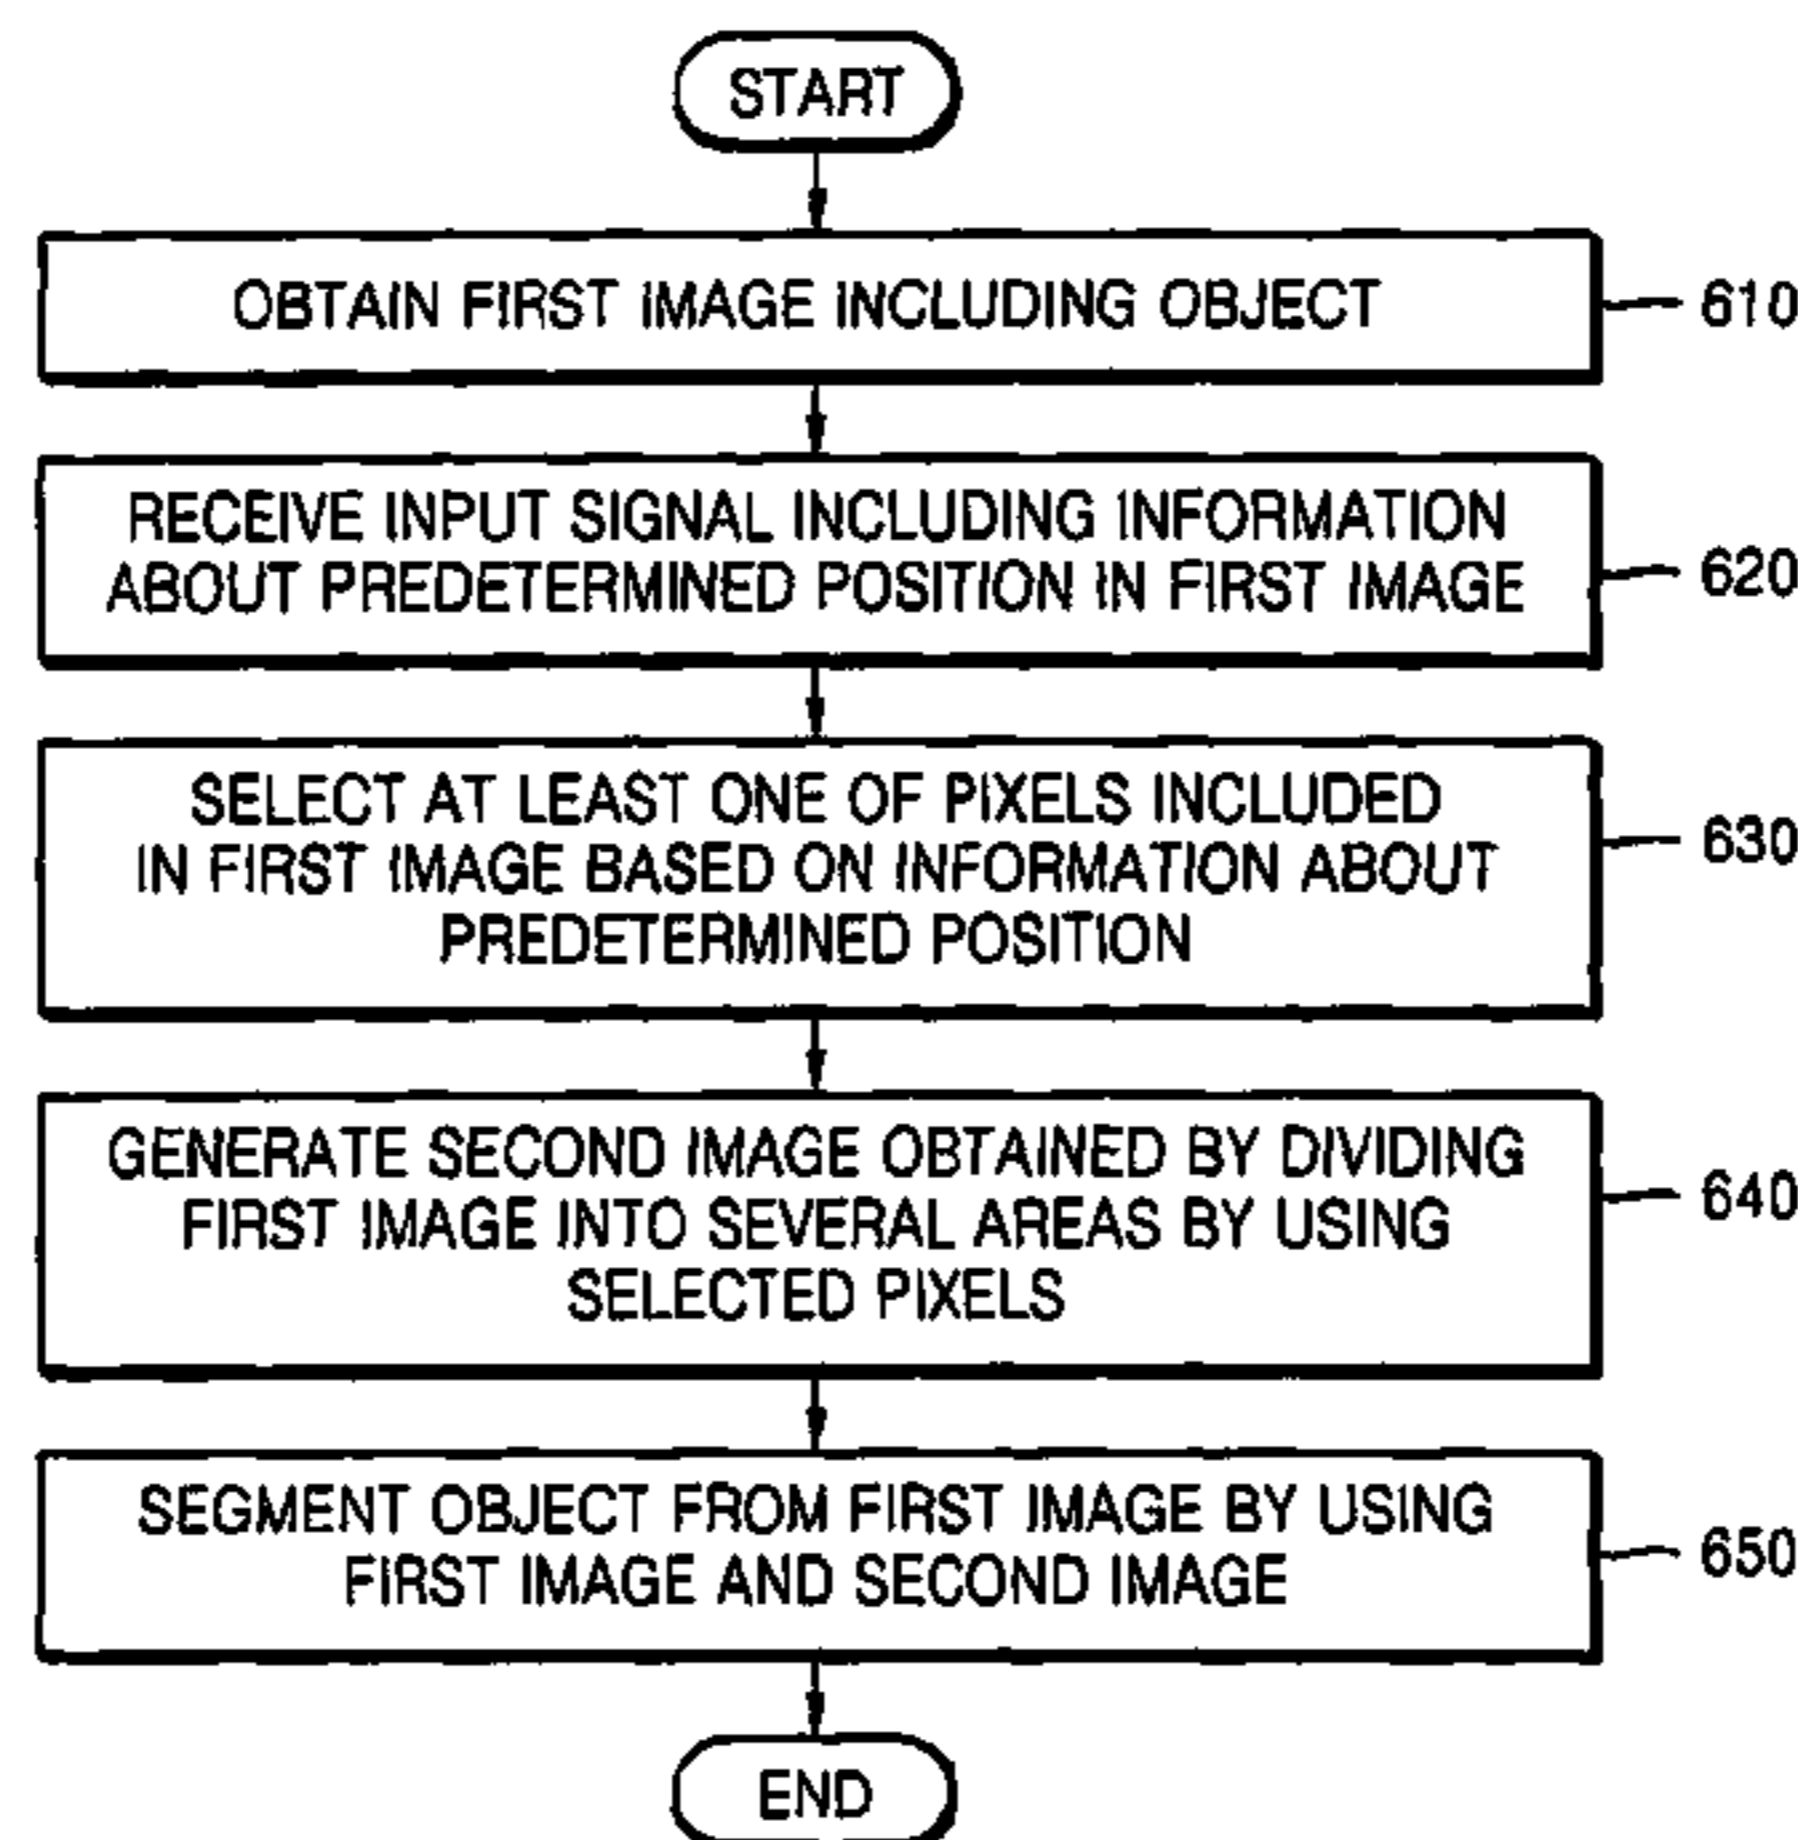 START
OBTAIN FIRST IMAGE INCLUDING OBJECT
610
RECEIVE INPUT SIGNAL INCLUDING INFORMATION
ABOUT PREDETERMINED POSITION IN FIRST IMAGE
620
SELECT AT LEAST ONE OF PIXELS INCLUDED
IN FIRST IMAGE BASED ON INFORMATION ABOUT
PREDETERMINED POSITION
630
GENERATE SECOND IMAGE OBTAINED BY DIVIDING
FIRST IMAGE INTO SEVERAL AREAS BY USING
SELECTED PIXELS
640
SEGMENT OBJECT FROM FIRST IMAGE BY USING
FIRST IMAGE AND SECOND IMAGE
650
END